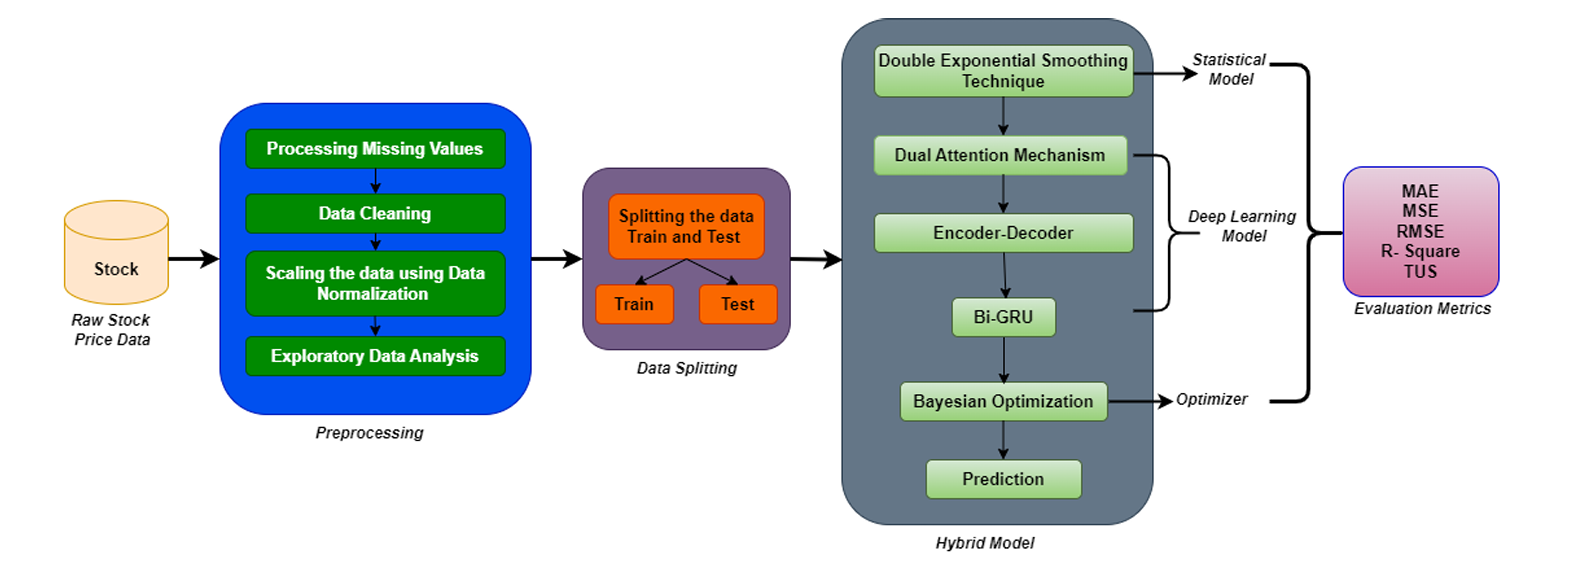 Stock
Raw Stock
Price Data
Processing Missing Values
Data Cleaning
Scaling the data using Data
Normalization
Exploratory Data Analysis
Preprocessing
Splitting the data
Train and Test
Train
Test
Data Splitting
Double Exponential Smoothing
Technique
Dual Attention Mechanism
Encoder-Decoder
Bi-GRU
Bayesian Optimization
Prediction
Hybrid Model
Statistical
Model
Deep Learning
Model
Optimizer
MAE
MSE
RMSE
R- Square
TUS
Evaluation Metrics